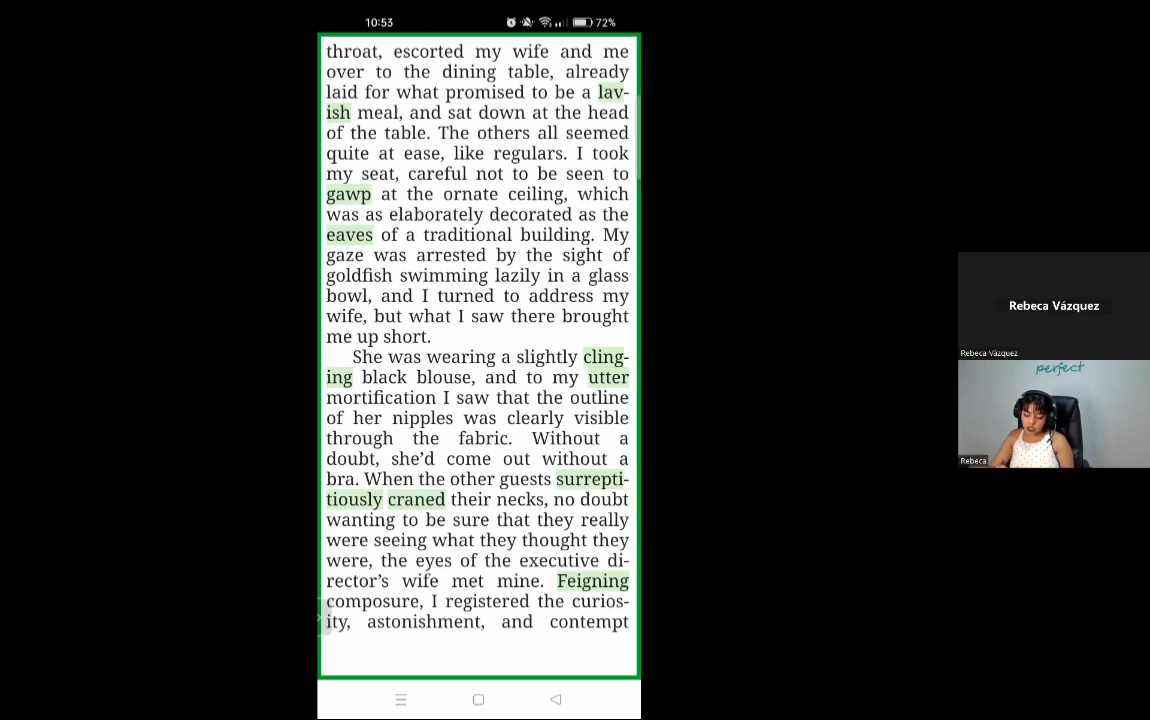 10:53
72%
throat, escorted my wife and me
over to the dining table, already
laid for what promised to be a lav-
ish meal, and sat down at the head
of the table. The others all seemed
quite at ease, like regulars. I took
my seat, careful not to be seen to
gawp at the ornate ceiling, which
was as elaborately decorated as the
eaves of a traditional building. My
gaze was arrested by the sight of
goldfish swimming lazily in a glass
bowl, and I turned to address my
wife, but what I saw there brought
me up short.
She was wearing a slightly cling-
ing black blouse, and to my utter
mortification I saw that the outline
of her nipples was clearly visible
through the fabric. Without a
doubt, she’d come out without a
bra. When the other guests surrepti-
tiously craned their necks, no doubt
wanting to be sure that they really
were seeing what they thought they
were, the eyes of the executive di-
rector’s wife met mine. Feigning
composure, I registered the curios-
ity, astonishment, and contempt
Rebeca Vázquez
Rebeca Vázquez
perfect
Rebeca